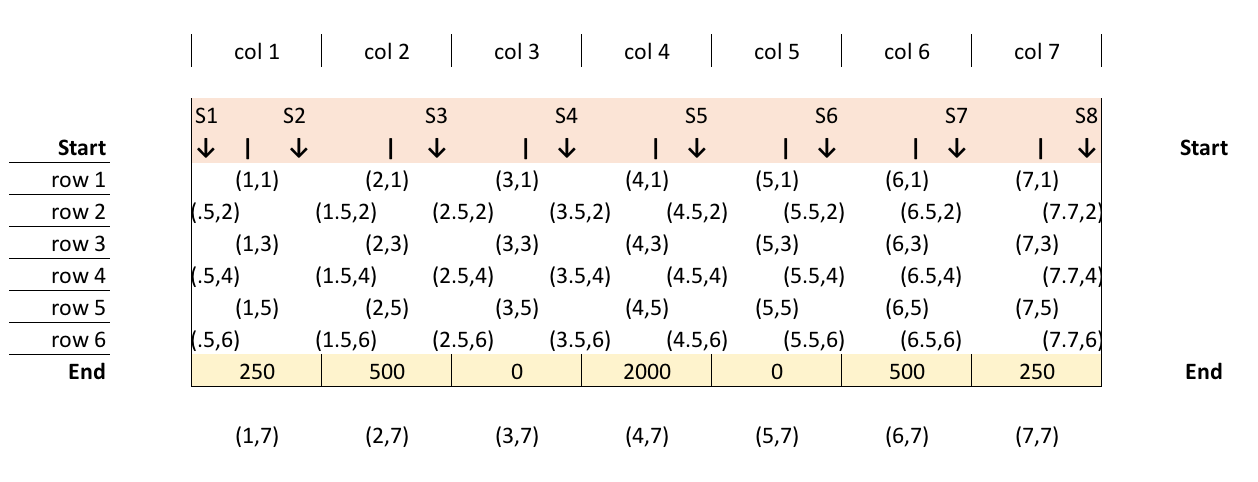 col 1 col 2 col 3 col 4 col 5 col 6 col 7
S1 S2 S3 S4 S5 S6 S7 S8
Start ↓ | ↓ | ↓ | ↓ | ↓ | ↓ | ↓ | ↓ Start
row 1 (1,1) (2,1) (3,1) (4,1) (5,1) (6,1) (7,1)
row 2 (.5,2) (1.5,2) (2.5,2) (3.5,2) (4.5,2) (5.5,2) (6.5,2) (7.7,2)
row 3 (1,3) (2,3) (3,3) (4,3) (5,3) (6,3) (7,3)
row 4 (.5,4) (1.5,4) (2.5,4) (3.5,4) (4.5,4) (5.5,4) (6.5,4) (7.7,4)
row 5 (1,5) (2,5) (3,5) (4,5) (5,5) (6,5) (7,5)
row 6 (.5,6) (1.5,6) (2.5,6) (3.5,6) (4.5,6) (5.5,6) (6.5,6) (7.7,6)
End 250 500 0 2000 0 500 250 End
(1,7) (2,7) (3,7) (4,7) (5,7) (6,7) (7,7)